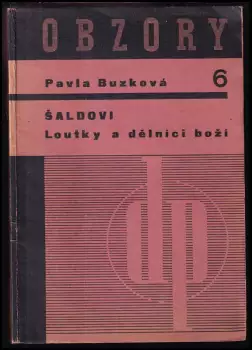 OBZORY
Pavla Buzková 6
ŠALDOVI
Loutky a dělníci boží
dp